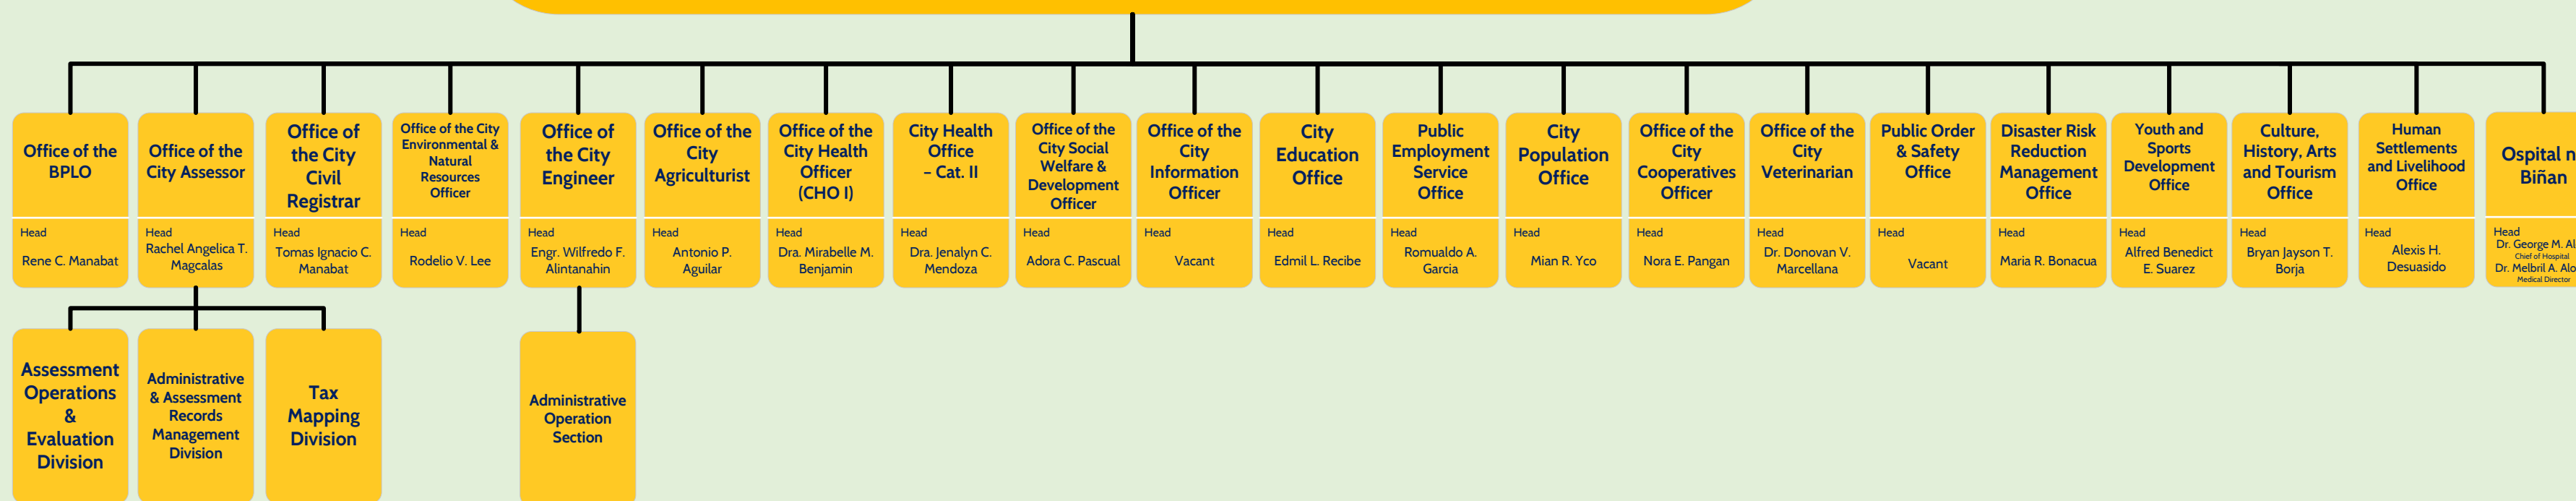 Office of the
BPLO
Head
Rene C. Manabat
Office of the
City Assessor
Head
Rachel Angelica T.
Magcalas
Office of
the City
Civil
Registrar
Head
Tomas Ignacio C.
Manabat
Office of the City
Environmental &
Natural
Resources
Officer
Head
Rodelio V. Lee
Office of
the City
Engineer
Head
Engr. Wilfredo F.
Alintanahin
Office of the
City
Agriculturist
Head
Antonio P.
Aguilar
Office of the
City Health
Officer
(CHO I)
Head
Dra. Mirabelle M.
Benjamin
City Health
Office
– Cat. II
Head
Dra. Jenalyn C.
Mendoza
Office of the
City Social
Welfare &
Development
Officer
Head
Adora C. Pascual
Office of the
City
Information
Officer
Head
Vacant
City
Education
Office
Head
Edmil L. Recibe
Public
Employment
Service
Office
Head
Romualdo A.
Garcia
City
Population
Office
Head
Mian R. Yco
Office of the
City
Cooperatives
Officer
Head
Nora E. Pangan
Office of the
City
Veterinarian
Head
Dr. Donovan V.
Marcellana
Public Order
& Safety
Office
Head
Vacant
Disaster Risk
Reduction
Management
Office
Head
Maria R. Bonacua
Youth and
Sports
Development
Office
Head
Alfred Benedict
E. Suarez
Culture,
History, Arts
and Tourism
Office
Head
Bryan Jayson T.
Borja
Human
Settlements
and Livelihood
Office
Head
Alexis H.
Desuasido
Ospital
Biñan
Head
Dr. George M.
Chief of Hospital
Dr. Melbril A.
Medical Director
Assessment
Operations
&
Evaluation
Division
Administrative
& Assessment
Records
Management
Division
Tax
Mapping
Division
Administrative
Operation
Section